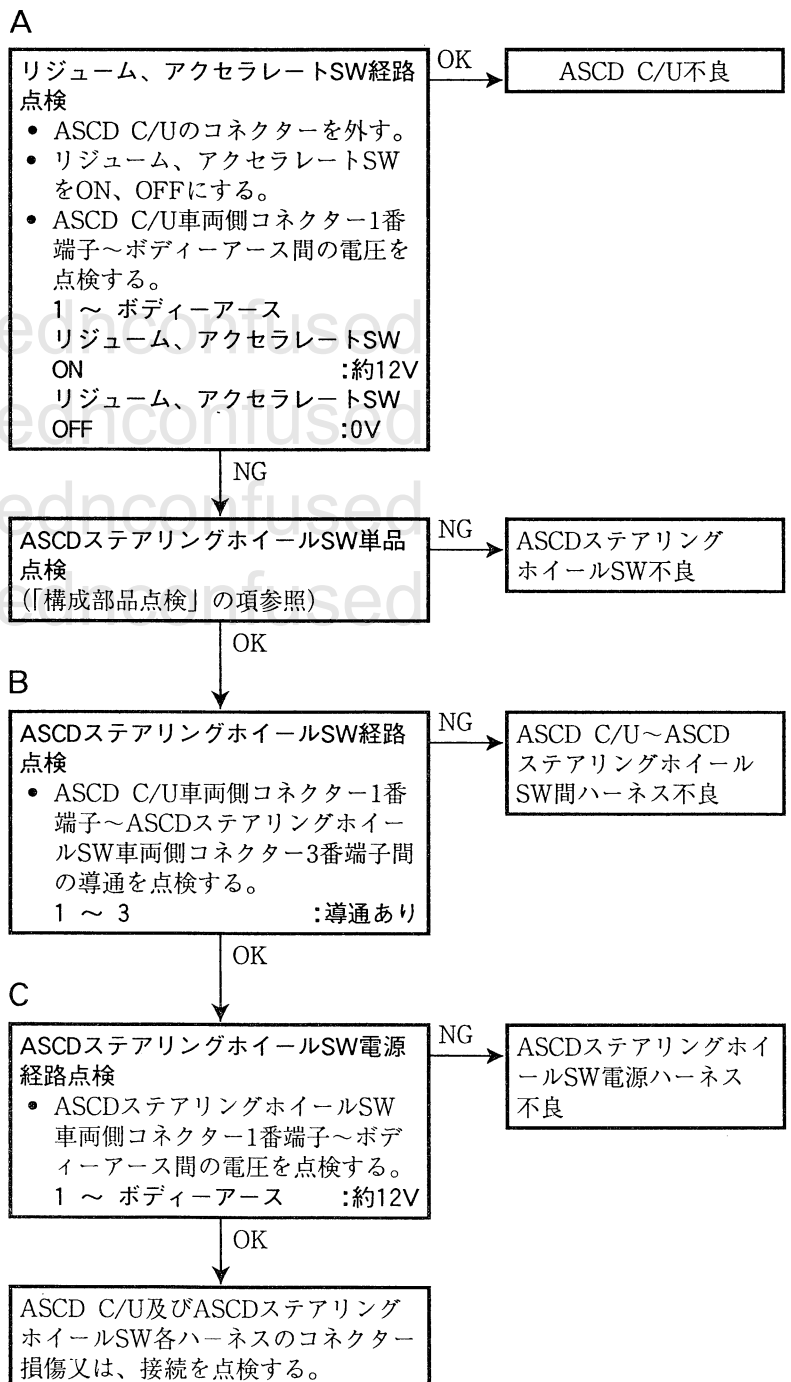 A
リジューム、アクセラレートSW経路
点検
• ASCD C/Uのコネクターを外す。
• リジューム、アクセラレートSW
をON、OFFにする。
• ASCD C/U車両側コネクター1番
端子～ボディーアース間の電圧を
点検する。
1 ～ ボディーアース
リジューム、アクセラレートSW
ON :約12V
リジューム、アクセラレートSW
OFF :0V
OK
ASCD C/U不良
NG
ASCDステアリングホイールSW単品
点検
(「構成部品点検」の項参照)
NG
ASCDステアリング
ホイールSW不良
OK
B
ASCDステアリングホイールSW経路
点検
• ASCD C/U車両側コネクター1番
端子～ASCDステアリングホイー
ルSW車両側コネクター3番端子間
の導通を点検する。
1 ～ 3 :導通あり
NG
ASCD C/U～ASCD
ステアリングホイール
SW間ハーネス不良
OK
C
ASCDステアリングホイールSW電源
経路点検
• ASCDステアリングホイールSW
車両側コネクター1番端子～ボデ
ィーアース間の電圧を点検する。
1 ～ ボディーアース :約12V
NG
ASCDステアリングホイ
ールSW電源ハーネス
不良
OK
ASCD C/U及びASCDステアリング
ホイールSW各ハーネスのコネクター
損傷又は、接続を点検する。
ednconfused
ednconfused
ednconfused
ednconfused